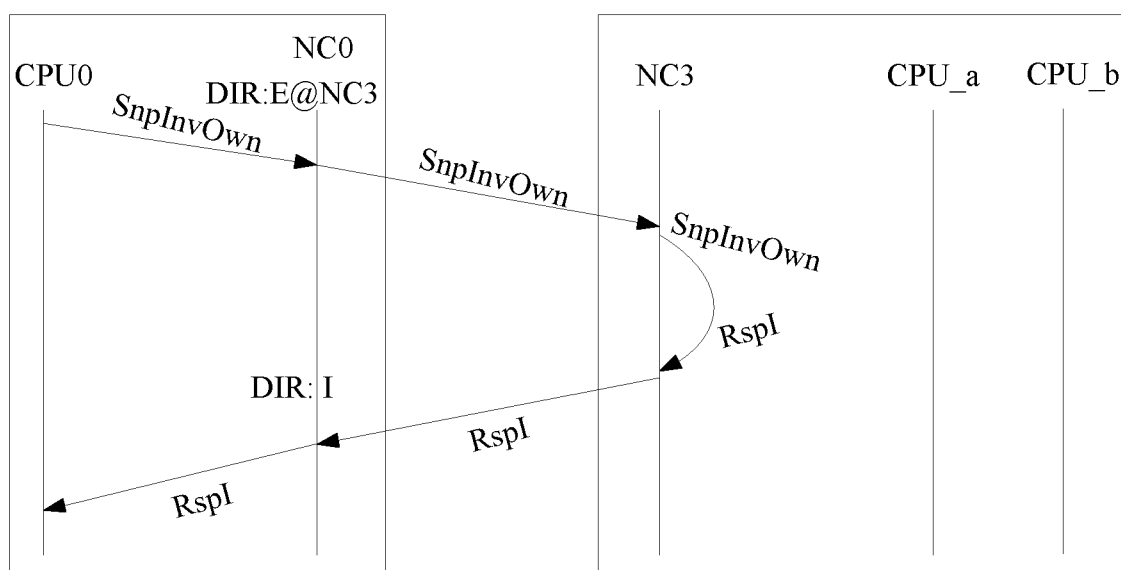 NC0
CPU0
NC3
CPU_a
CPU_b
DIR:E@NC3
SnpInvOwn
SnpInvOwn
SnpInvOwn
RspI
DIR: I
RspI
RspI